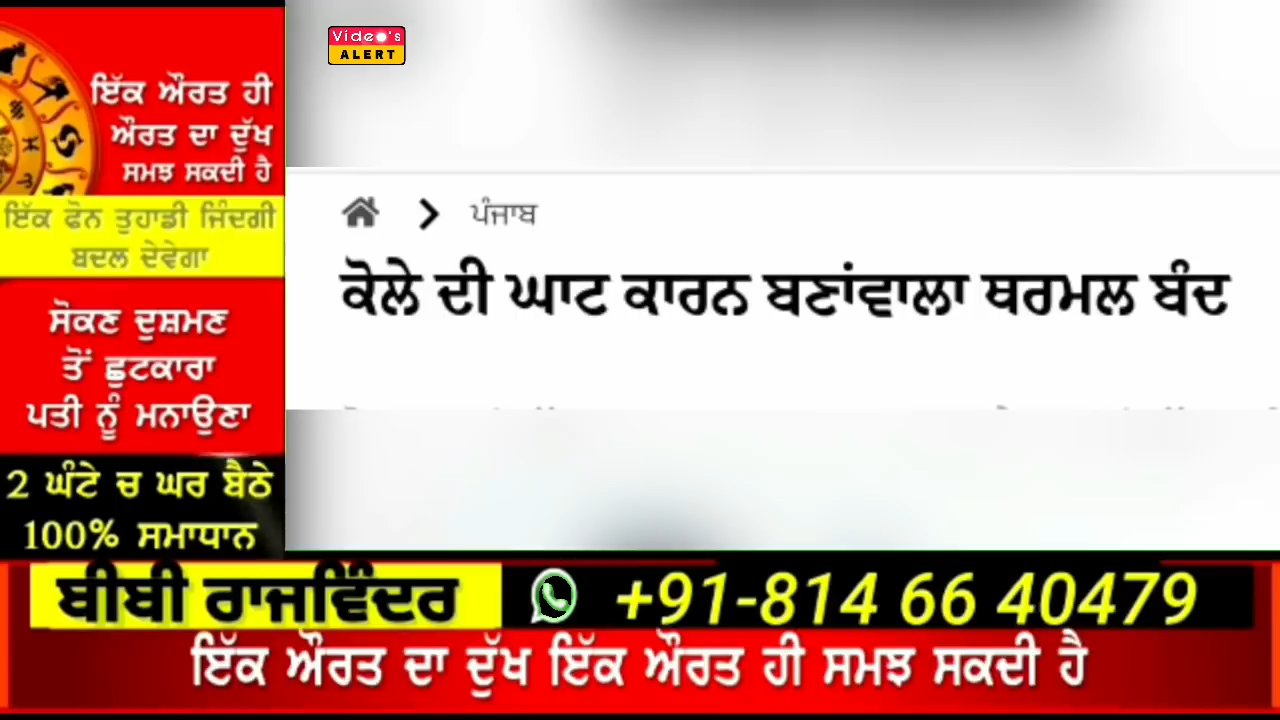 Video's
ALERT
ਇੱਕ ਔਰਤ ਹੀ
ਔਰਤ ਦਾ ਦੁੱਖ
ਸਮਝ ਸਕਦੀ ਹੈ
ਇੱਕ ਫੋਨ ਤੁਹਾਡੀ ਜਿੰਦਗੀ
ਬਦਲ ਦੇਵੇਗਾ
ਸੌਕਣ ਦੁਸ਼ਮਣ
ਤੋਂ ਛੁਟਕਾਰਾ
ਪਤੀ ਨੂੰ ਮਨਾਉਣਾ
2 ਘੰਟੇ ਚ ਘਰ ਬੈਠੇ
100% ਸਮਾਧਾਨ
ਪੰਜਾਬ
ਕੋਲੇ ਦੀ ਘਾਟ ਕਾਰਨ ਬਣਾਂਵਾਲਾ ਥਰਮਲ ਬੰਦ
ਬੀਬੀ ਰਾਜਵਿੰਦਰ +91-814 66 40479
ਇੱਕ ਔਰਤ ਦਾ ਦੁੱਖ ਇੱਕ ਔਰਤ ਹੀ ਸਮਝ ਸਕਦੀ ਹੈ